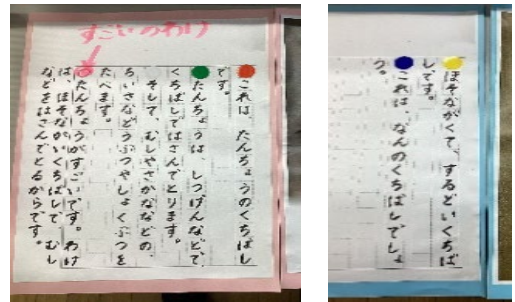 ほそながくて、するどいくちば
しです。
これは、なんのくちばしでしょ
う。
すごいのわけ
これは、たんちょうのくちばし
です。
たんちょうは、しつげんなどで、
くちばしではさんでとります。
そして、むしやさかななどの、
ちいさなどうぶつやしょくぶつを
たべます。
たんちょうがすごいです。わけ
は、ほそながいくちばしで、むし
などをはさんでとるからです。